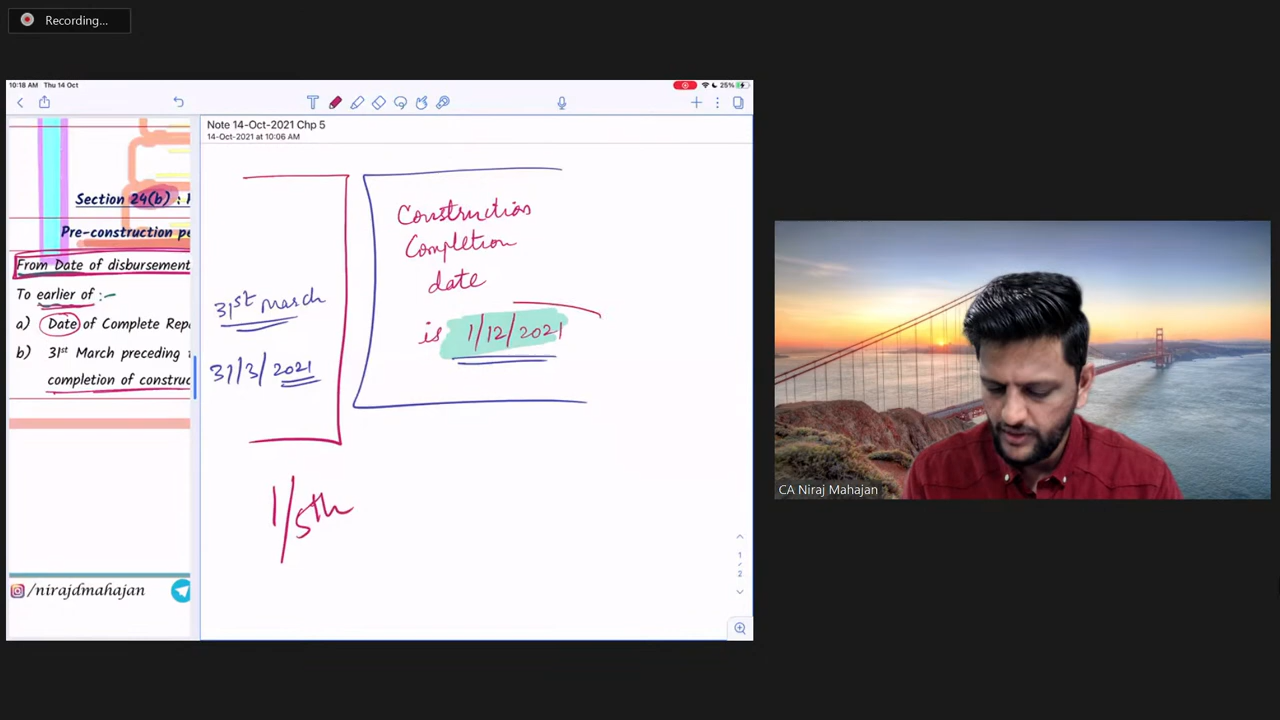 Recording...
10:18 AM Thu 14 Oct
25%
Note 14-Oct-2021 Chp 5
14-Oct-2021 at 10:06 AM
Section 24(b) :
Pre-construction pe
From Date of disbursement
To earlier of :-
a) Date of Complete Repa
b) 31st March preceding
completion of construc
/nirajdmahajan
31st March
31/3/2021
1/5th
Construction
Completion
date
is 1/12/2021
1
/
2
CA Niraj Mahajan